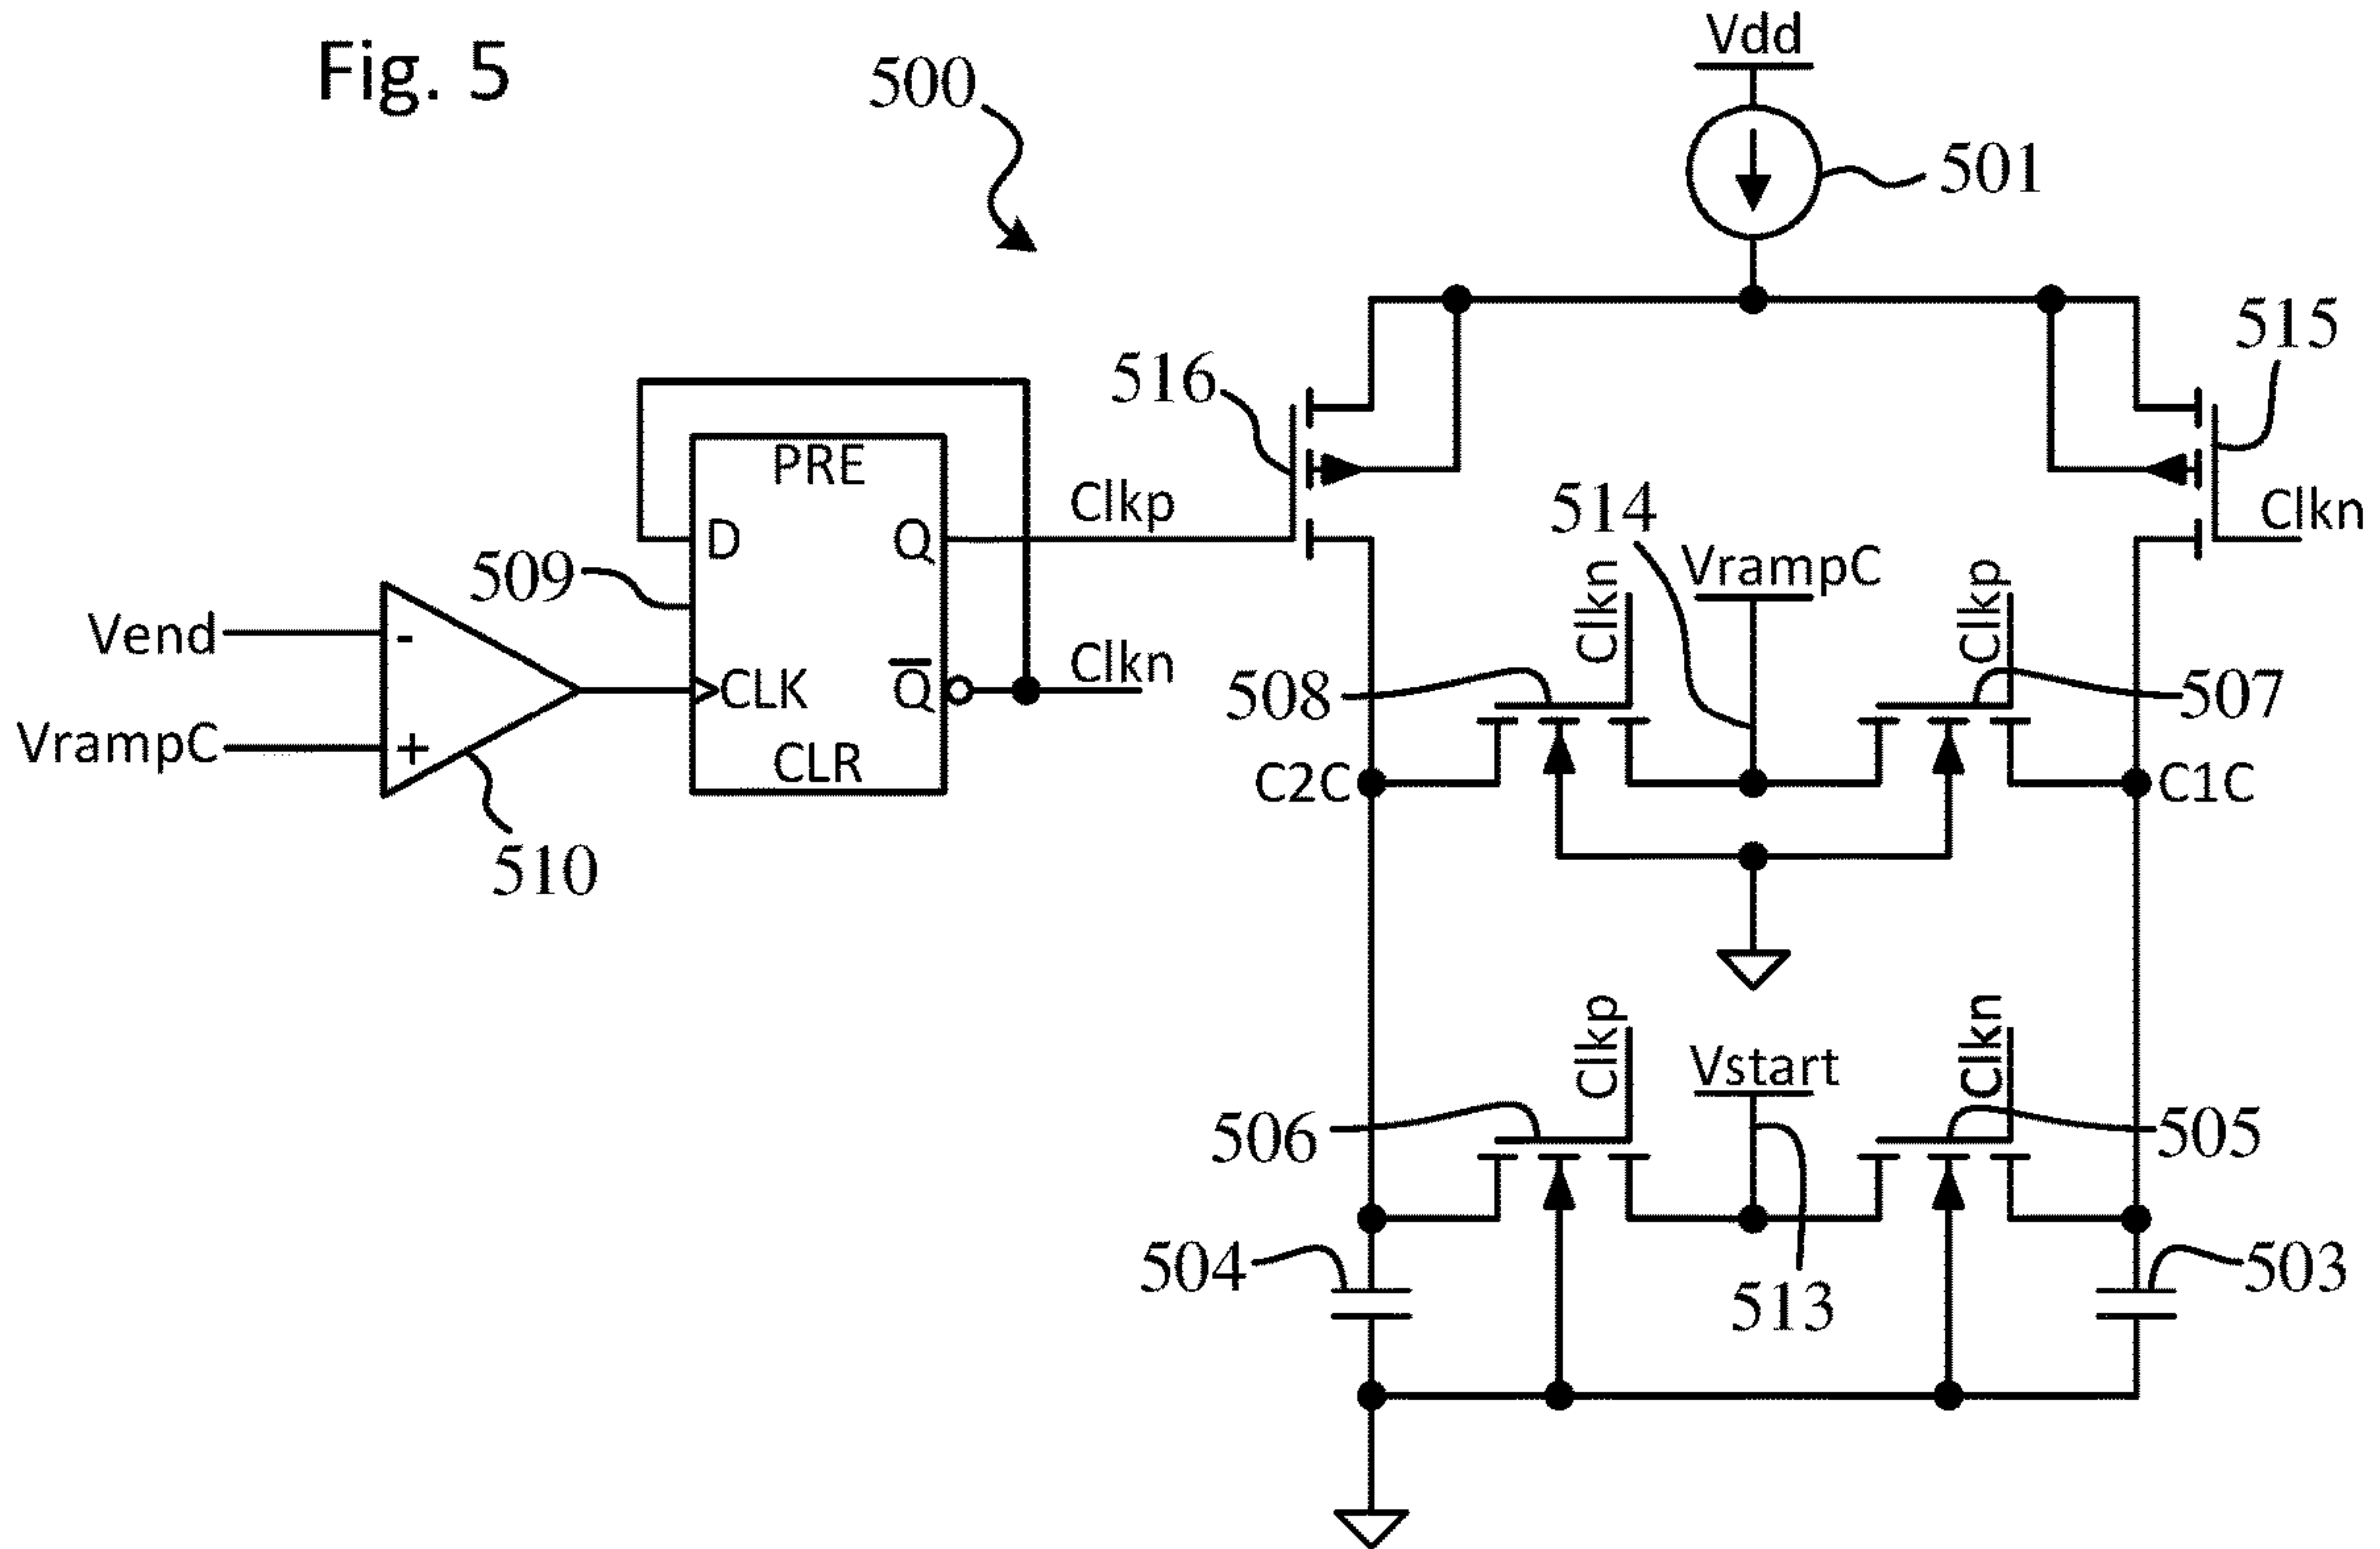 Fig. 5
500
Vdd
501
515
516
PRE
D
Q
Clkp
514
VrampC
Clkn
Clkp
Clkn
509
Vend
-
CLK
Q̅
Clkn
508
507
VrampC
+
CLR
C2C
C1C
510
Clkp
Vstart
Clkn
506
505
504
513
503